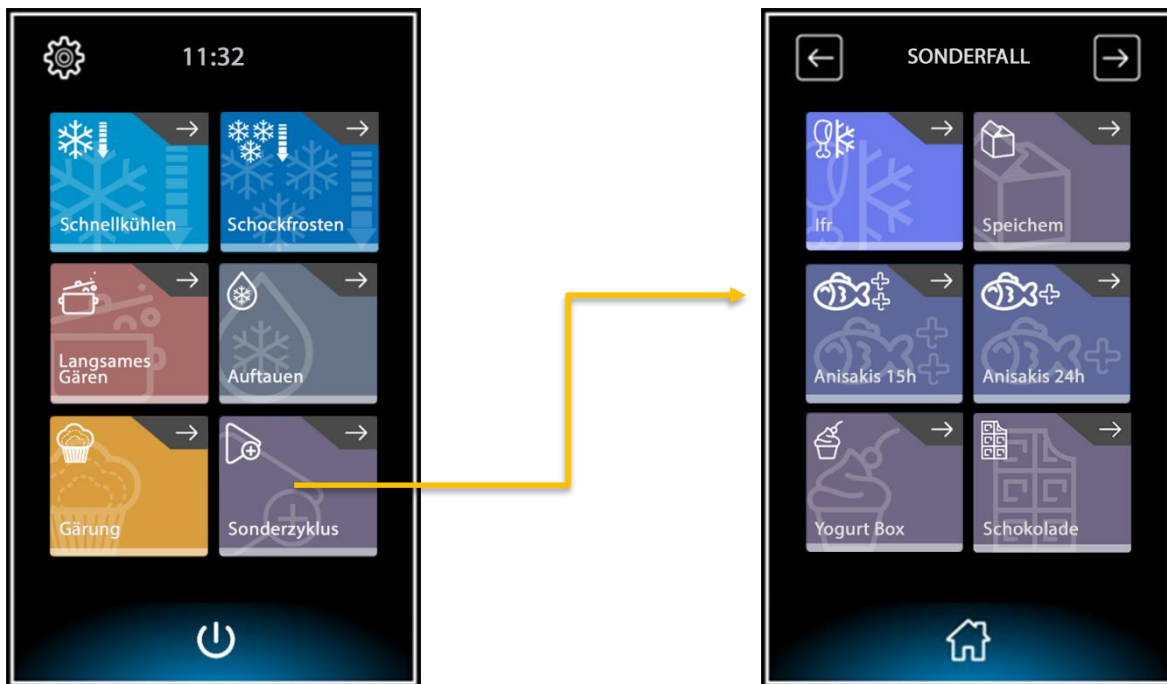 11:32
Schnellkühlen
Schockfrosten
Langsames
Gären
Auftauen
Gärung
Sonderzyklus
SONDERFALL
Ifr
Speichem
Anisakis 15h
Anisakis 24h
Yogurt Box
Schokolade